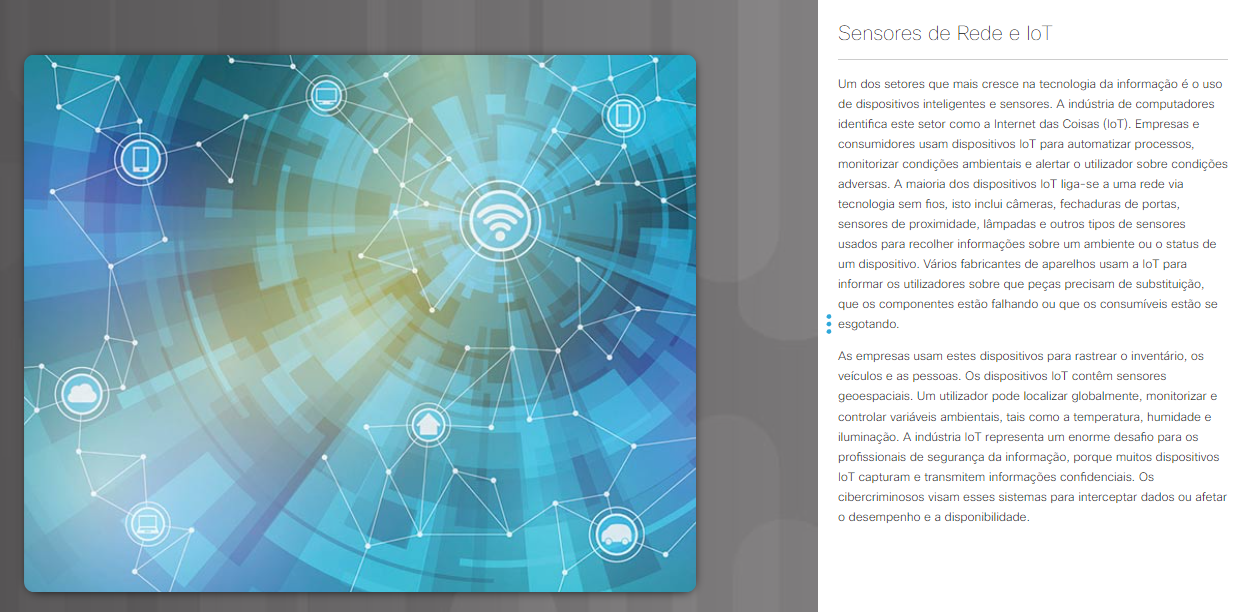 Sensores de Rede e IoT
Um dos setores que mais cresce na tecnologia da informação é o uso
de dispositivos inteligentes e sensores. A indústria de computadores
identifica este setor como a Internet das Coisas (IoT). Empresas e
consumidores usam dispositivos IoT para automatizar processos,
monitorizar condições ambientais e alertar o utilizador sobre condições
adversas. A maioria dos dispositivos IoT liga-se a uma rede via
tecnologia sem fios, isto inclui câmeras, fechaduras de portas,
sensores de proximidade, lâmpadas e outros tipos de sensores
usados para recolher informações sobre um ambiente ou o status de
um dispositivo. Vários fabricantes de aparelhos usam a IoT para
informar os utilizadores sobre que peças precisam de substituição,
que os componentes estão falhando ou que os consumíveis estão se
esgotando.
As empresas usam estes dispositivos para rastrear o inventário, os
veículos e as pessoas. Os dispositivos IoT contêm sensores
geoespaciais. Um utilizador pode localizar globalmente, monitorizar e
controlar variáveis ambientais, tais como a temperatura, humidade e
iluminação. A indústria IoT representa um enorme desafio para os
profissionais de segurança da informação, porque muitos dispositivos
IoT capturam e transmitem informações confidenciais. Os
cibercriminosos visam esses sistemas para interceptar dados ou afetar
o desempenho e a disponibilidade.